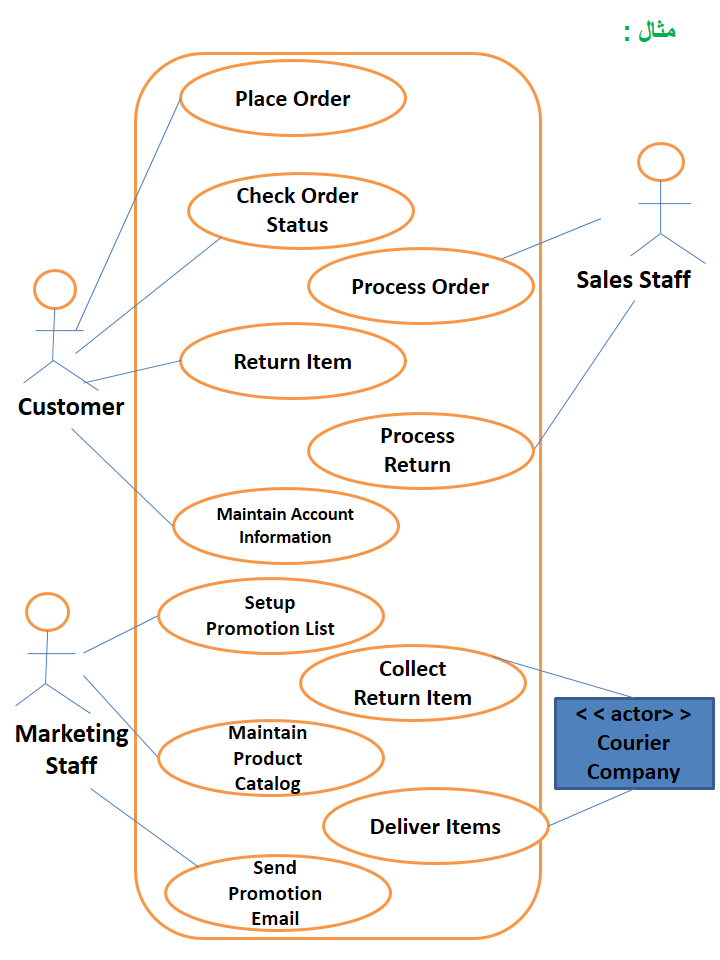 مثال :
Place Order
Check Order
Status
Process Order
Sales Staff
Return Item
Customer
Process
Return
Maintain Account
Information
Setup
Promotion List
Collect
Return Item
Marketing
Staff
Maintain
Product
Catalog
< < actor> >
Courier
Company
Deliver Items
Send
Promotion
Email